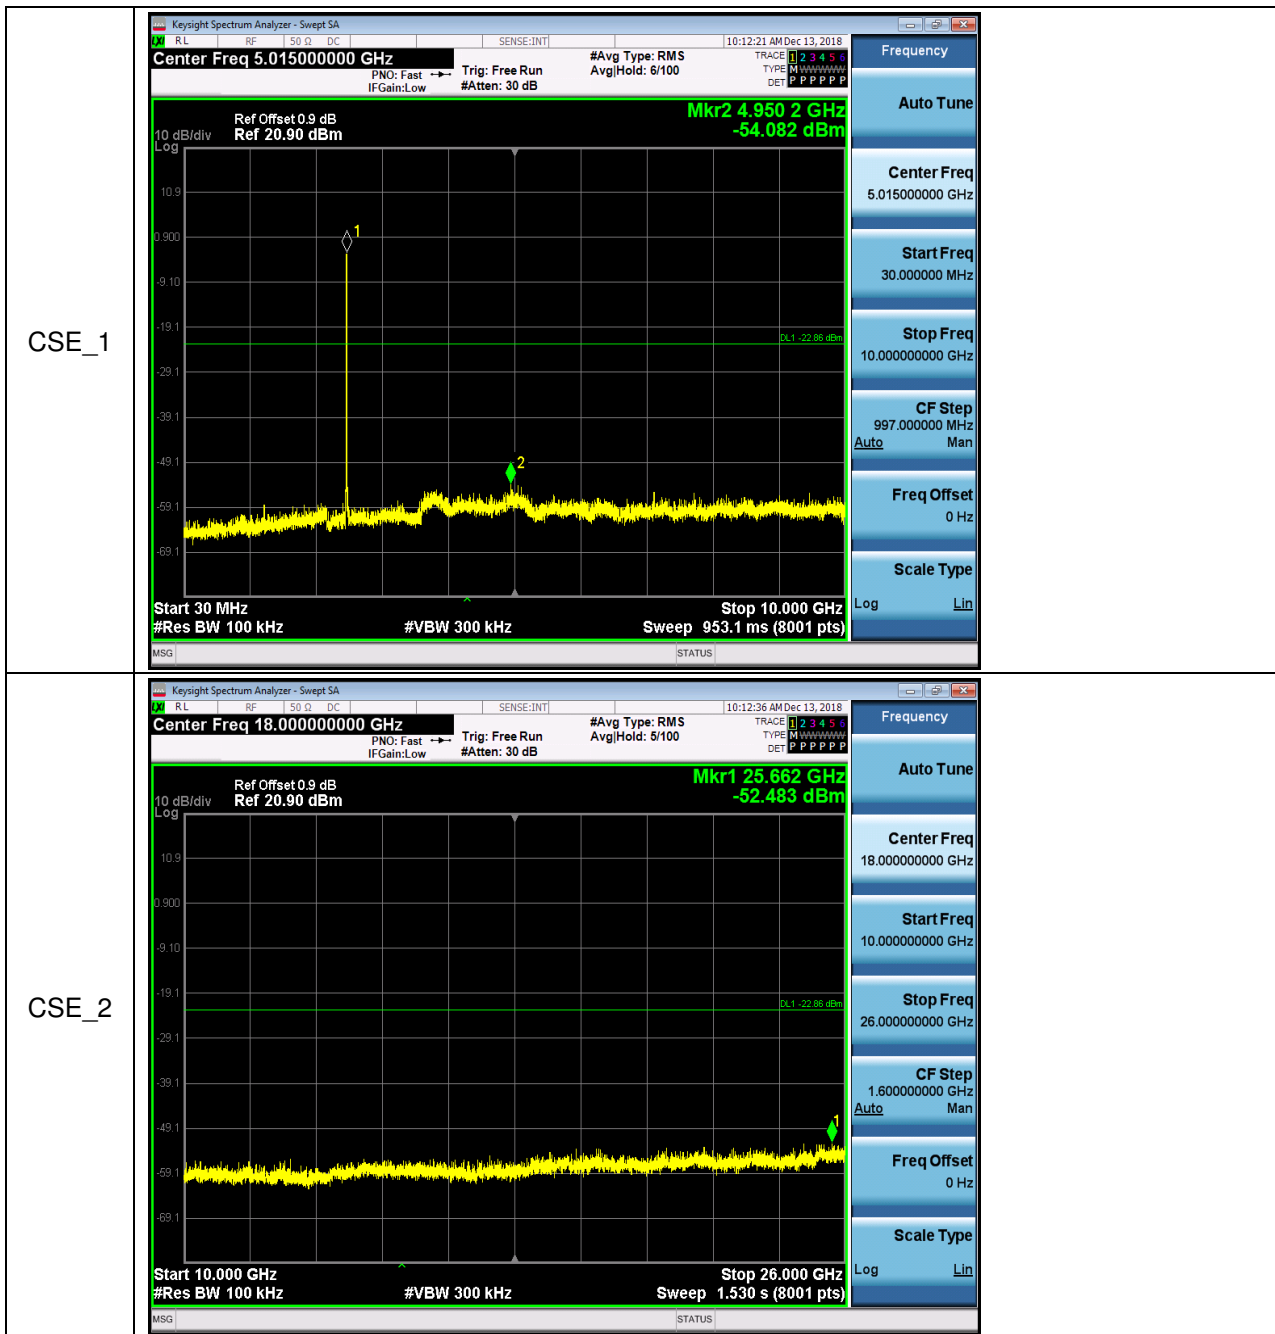 CSE_1
Keysight Spectrum Analyzer - Swept SA
LXI RL RF 50 Ω DC SENSE:INT 10:12:21 AM Dec 13, 2018
Center Freq 5.015000000 GHz
PNO: Fast
IFGain:Low
Trig: Free Run
#Atten: 30 dB
#Avg Type: RMS
Avg|Hold: 6/100
TRACE 1 2 3 4 5 6
TYPE M WWWWW
DET P P P P P P
Mkr2 4.950 2 GHz
-54.082 dBm
Ref Offset 0.9 dB
10 dB/div Ref 20.90 dBm
Log
10.9
0.900
-9.10
-19.1
-29.1
-39.1
-49.1
-59.1
-69.1
1
DL1 -22.86 dBm
2
Start 30 MHz Stop 10.000 GHz
#Res BW 100 kHz #VBW 300 kHz Sweep 953.1 ms (8001 pts)
MSG STATUS
Frequency
Auto Tune
Center Freq
5.015000000 GHz
Start Freq
30.000000 MHz
Stop Freq
10.000000000 GHz
CF Step
997.000000 MHz
Auto Man
Freq Offset
0 Hz
Scale Type
Log Lin
CSE_2
Keysight Spectrum Analyzer - Swept SA
LXI RL RF 50 Ω DC SENSE:INT 10:12:36 AM Dec 13, 2018
Center Freq 18.000000000 GHz
PNO: Fast
IFGain:Low
Trig: Free Run
#Atten: 30 dB
#Avg Type: RMS
Avg|Hold: 5/100
TRACE 1 2 3 4 5 6
TYPE M WWWWW
DET P P P P P P
Mkr1 25.662 GHz
-52.483 dBm
Ref Offset 0.9 dB
10 dB/div Ref 20.90 dBm
Log
10.9
0.900
-9.10
-19.1
-29.1
-39.1
-49.1
-59.1
-69.1
DL1 -22.86 dBm
1
Start 10.000 GHz Stop 26.000 GHz
#Res BW 100 kHz #VBW 300 kHz Sweep 1.530 s (8001 pts)
MSG STATUS
Frequency
Auto Tune
Center Freq
18.000000000 GHz
Start Freq
10.000000000 GHz
Stop Freq
26.000000000 GHz
CF Step
1.600000000 GHz
Auto Man
Freq Offset
0 Hz
Scale Type
Log Lin